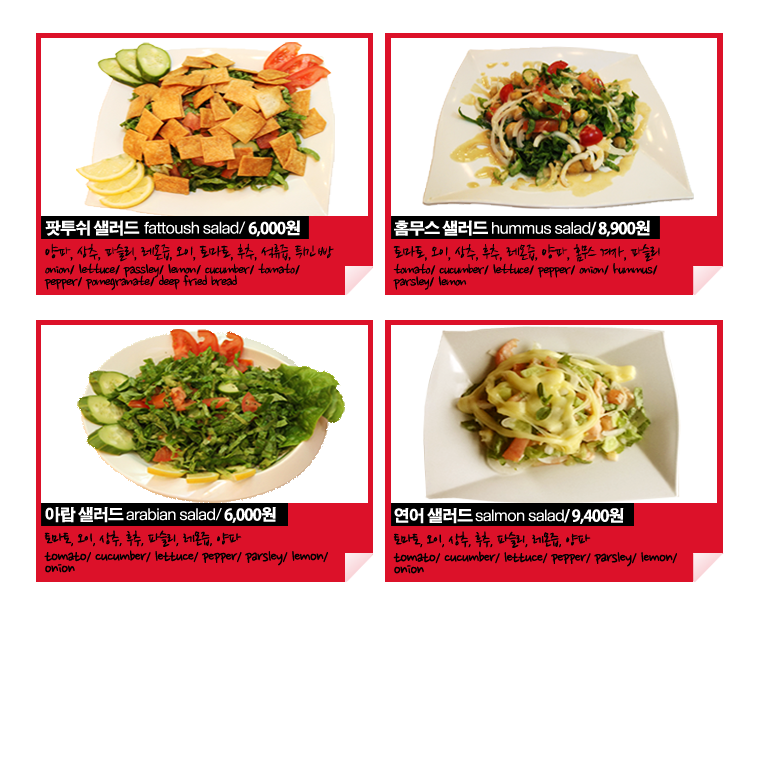 팟투쉬 샐러드 fattoush salad/ 6,000원
양파, 상추, 파슬리, 레몬즙, 오이, 토마토, 후추, 석류즙, 튀긴 빵
onion/ lettuce/ passley/ lemon/ cucumber/ tomato/
pepper/ pomegranate/ deep fried bread
홈무스 샐러드 hummus salad/ 8,900원
토마토, 오이, 상추, 후추, 레몬즙, 양파, 홈무스 겨자, 파슬리
tomato/ cucumber/ lettuce/ pepper/ onion/ hummus/
parsley/ lemon
아랍 샐러드 arabian salad/ 6,000원
토마토, 오이, 상추, 후추, 파슬리, 레몬즙, 양파
tomato/ cucumber/ lettuce/ pepper/ parsley/ lemon/
onion
연어 샐러드 salmon salad/ 9,400원
토마토, 오이, 상추, 후추, 파슬리, 레몬즙, 양파
tomato/ cucumber/ lettuce/ pepper/ parsley/ lemon/
onion